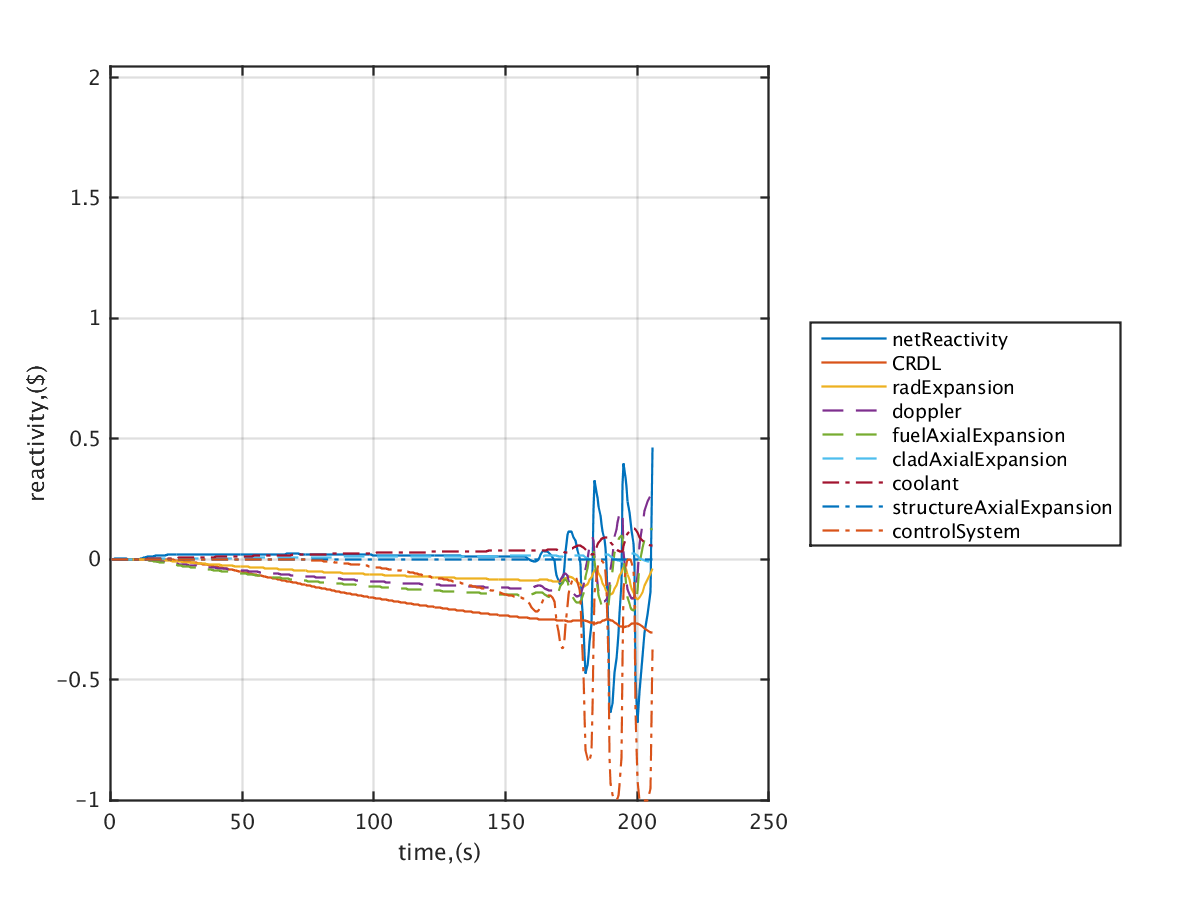 2
1.5
1
0.5
0
−0.5
−1
0
50
100
150
200
250
time,(s)
reactivity,($)
netReactivity
CRDL
radExpansion
doppler
fuelAxialExpansion
cladAxialExpansion
coolant
structureAxialExpansion
controlSystem